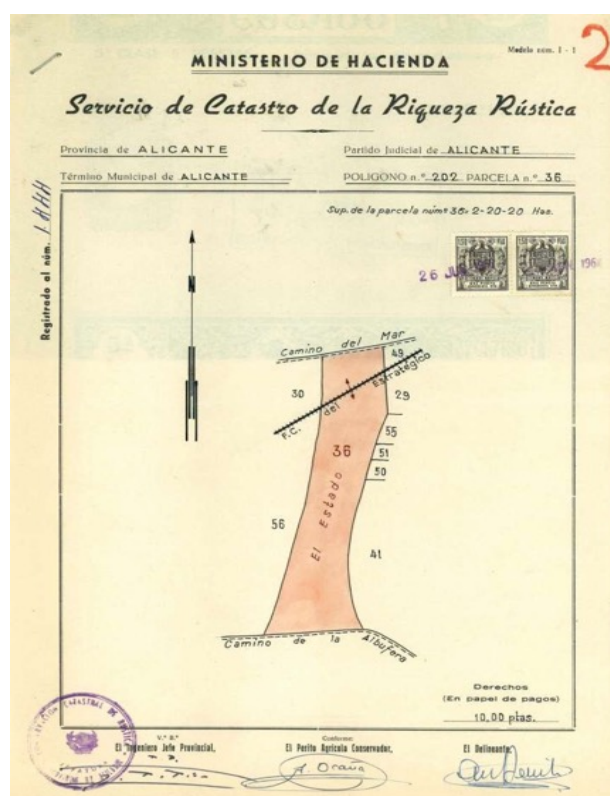 Modelo núm. I - 1
2
MINISTERIO DE HACIENDA
Servicio de Catastro de la Riqueza Rústica
Provincia de ALICANTE
Partido Judicial de ALICANTE
Término Municipal de ALICANTE
POLIGONO n.º 202 PARCELA n.º 36
Registrado al núm.
Sup. de la parcela núm. 36: 2-20-20 Has.
26
N
Camino del Mar
49
30
F.C. del Estratégico
29
55
36
51
50
El Estado
56
41
Camino de la Albufera
Derechos
(En papel de pagos)
10,00 ptas.
V.º B.º
El Ingeniero Jefe Provincial,
Conforme:
El Perito Agrícola Conservador,
El Delineante,
A. Ocaña